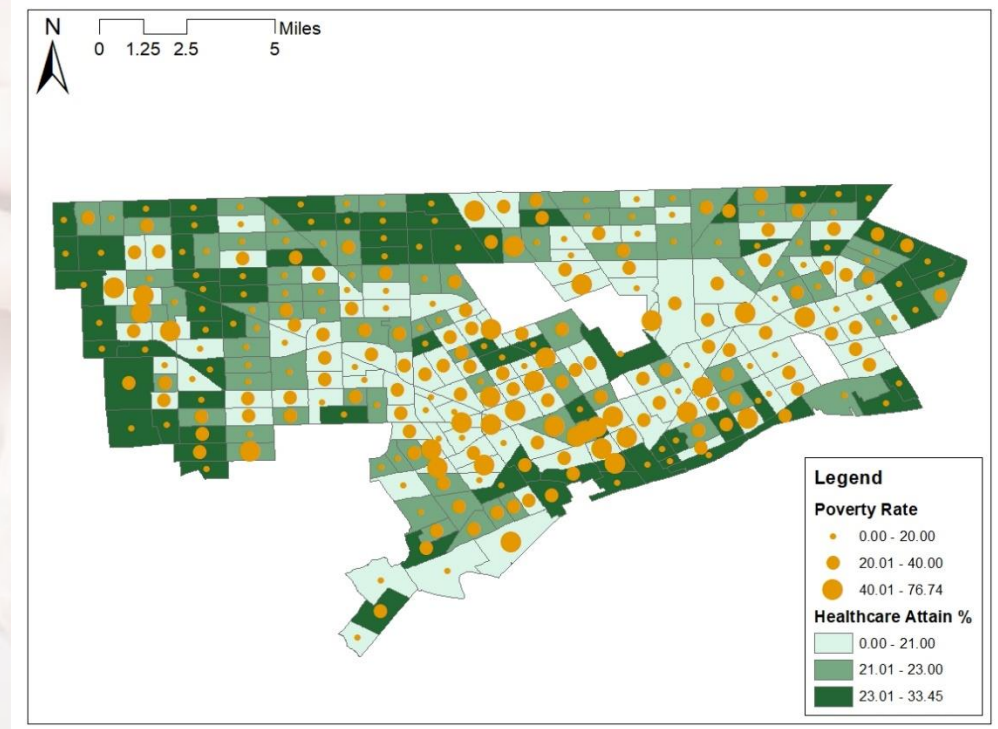 N
Miles
0 1.25 2.5 5
Legend
Poverty Rate
0.00 - 20.00
20.01 - 40.00
40.01 - 76.74
Healthcare Attain %
0.00 - 21.00
21.01 - 23.00
23.01 - 33.45